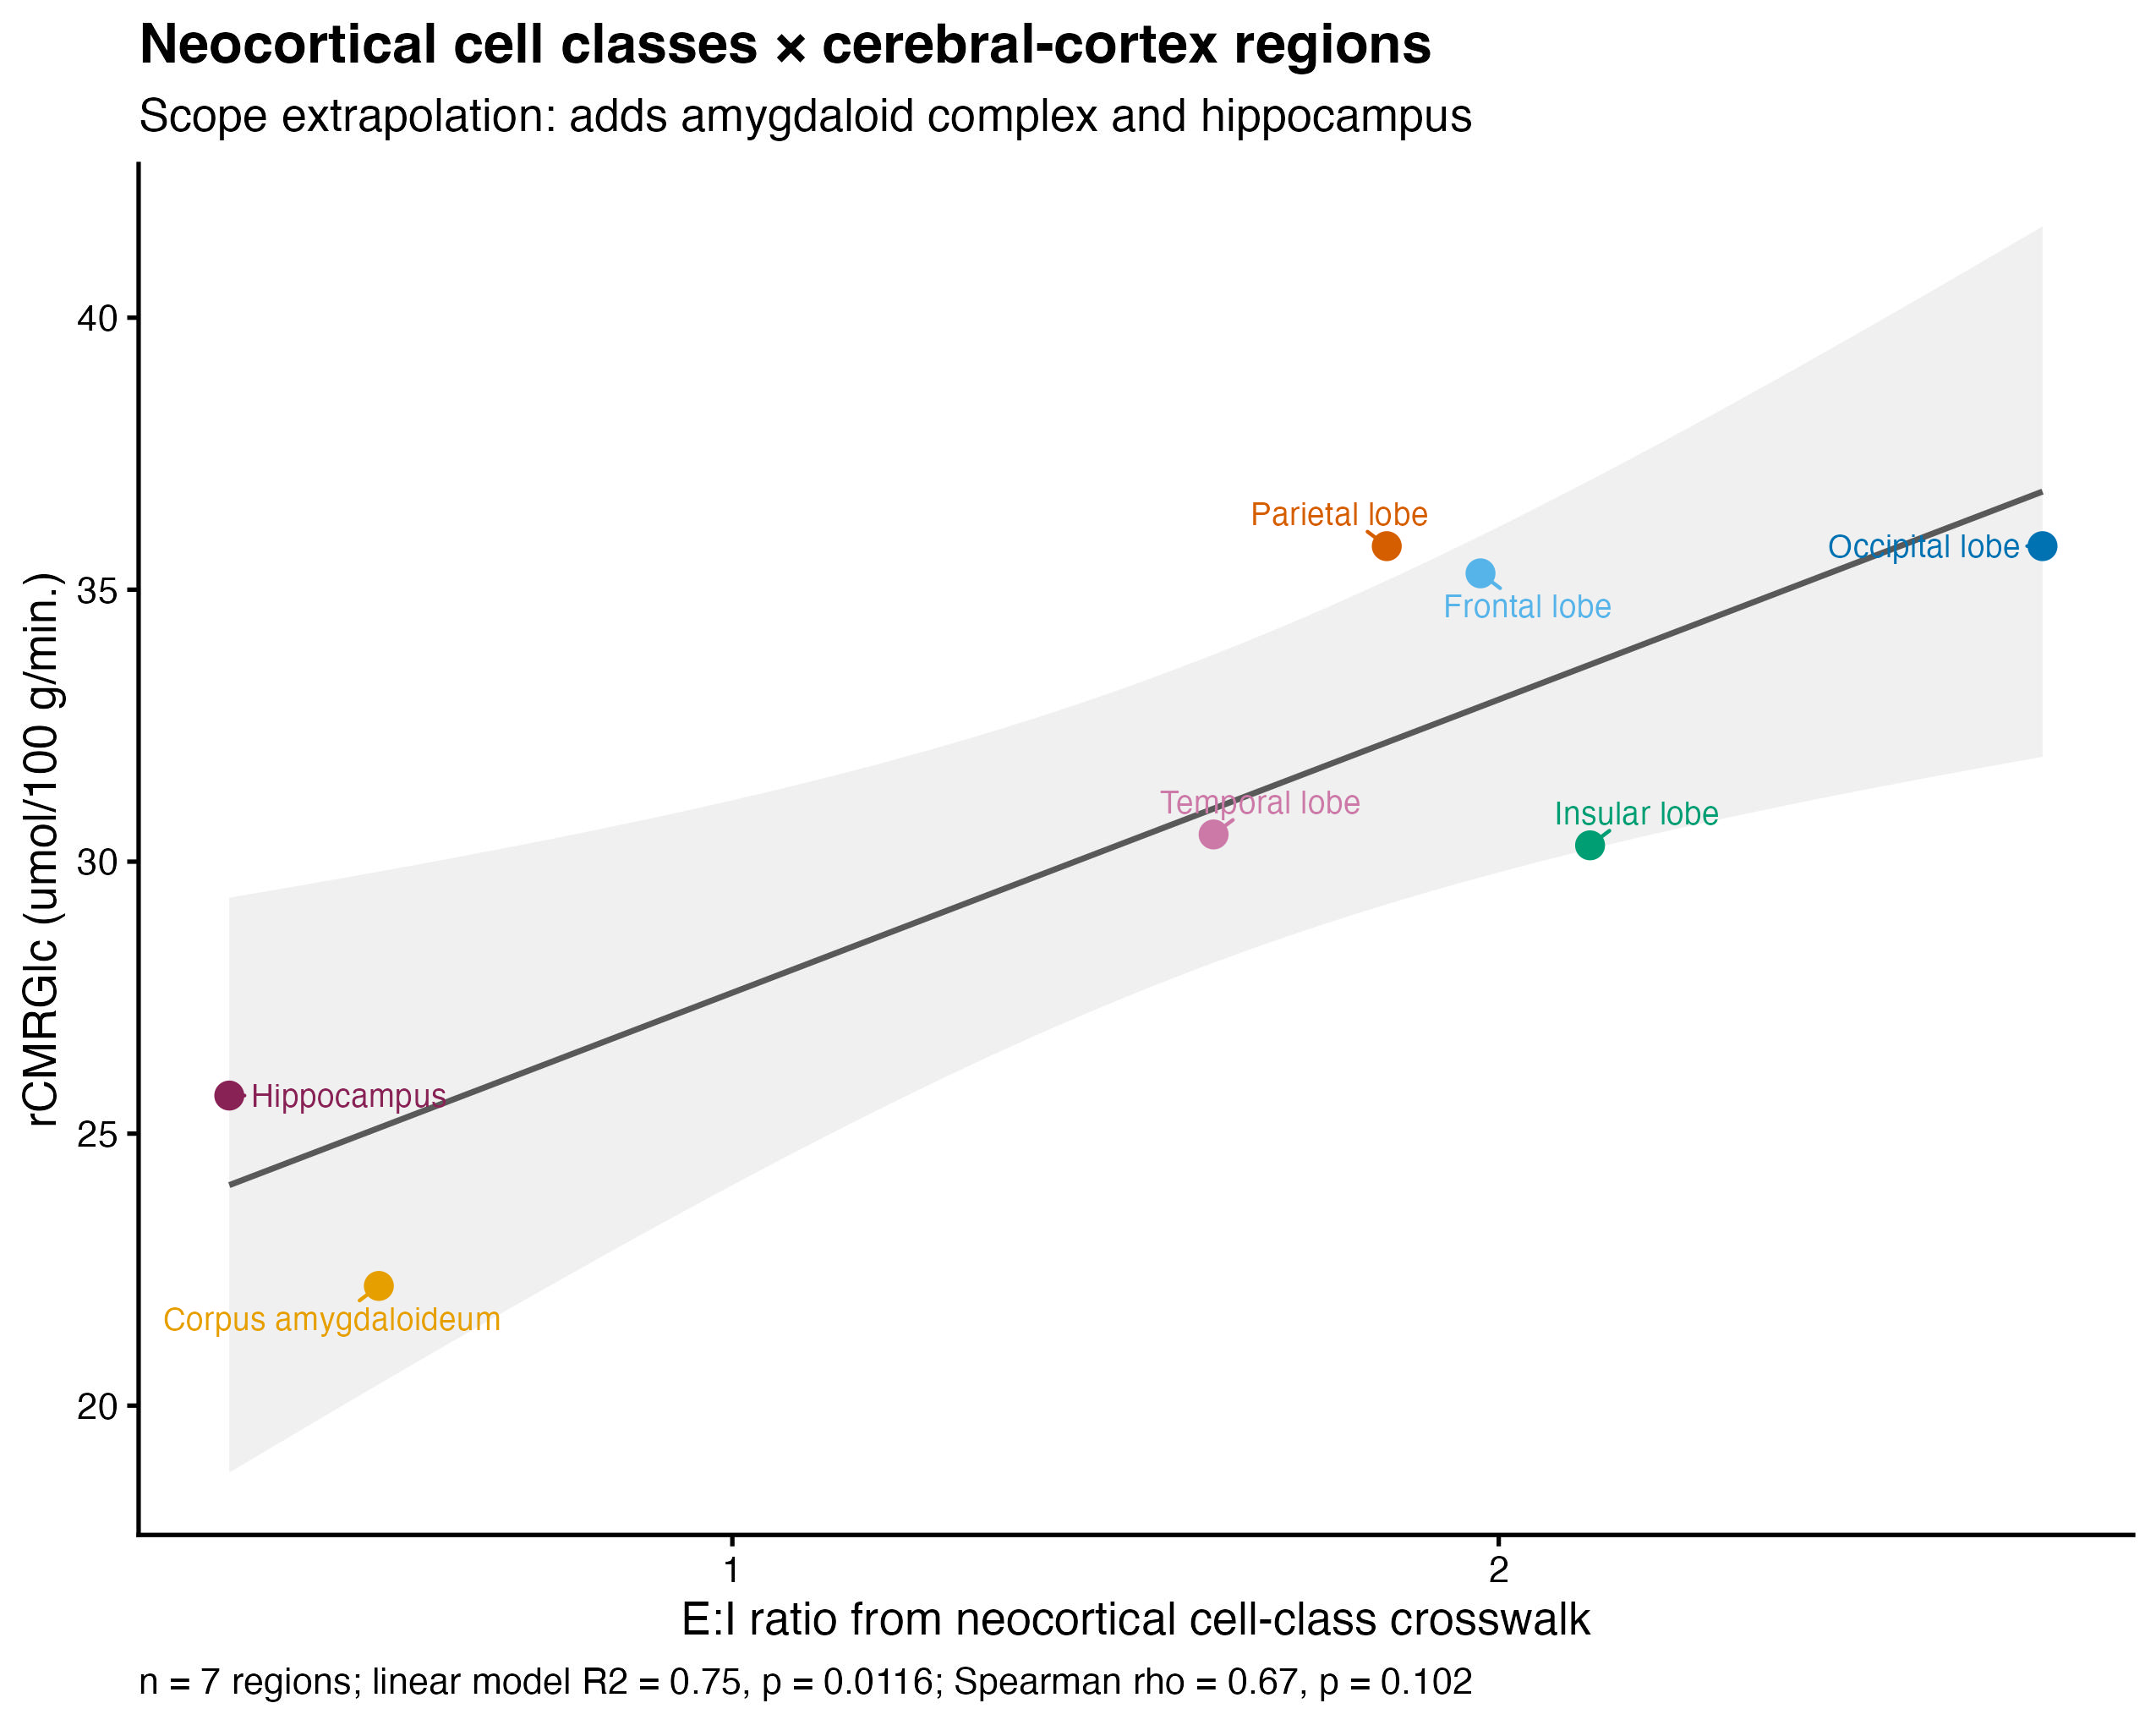 Neocortical cell classes × cerebral-cortex regions
Scope extrapolation: adds amygdaloid complex and hippocampus
rCMRGlc (umol/100 g/min.)
40
35
30
25
20
Parietal lobe
Occipital lobe
Frontal lobe
Temporal lobe
Insular lobe
Hippocampus
Corpus amygdaloideum
1
2
E:I ratio from neocortical cell-class crosswalk
n = 7 regions; linear model R2 = 0.75, p = 0.0116; Spearman rho = 0.67, p = 0.102